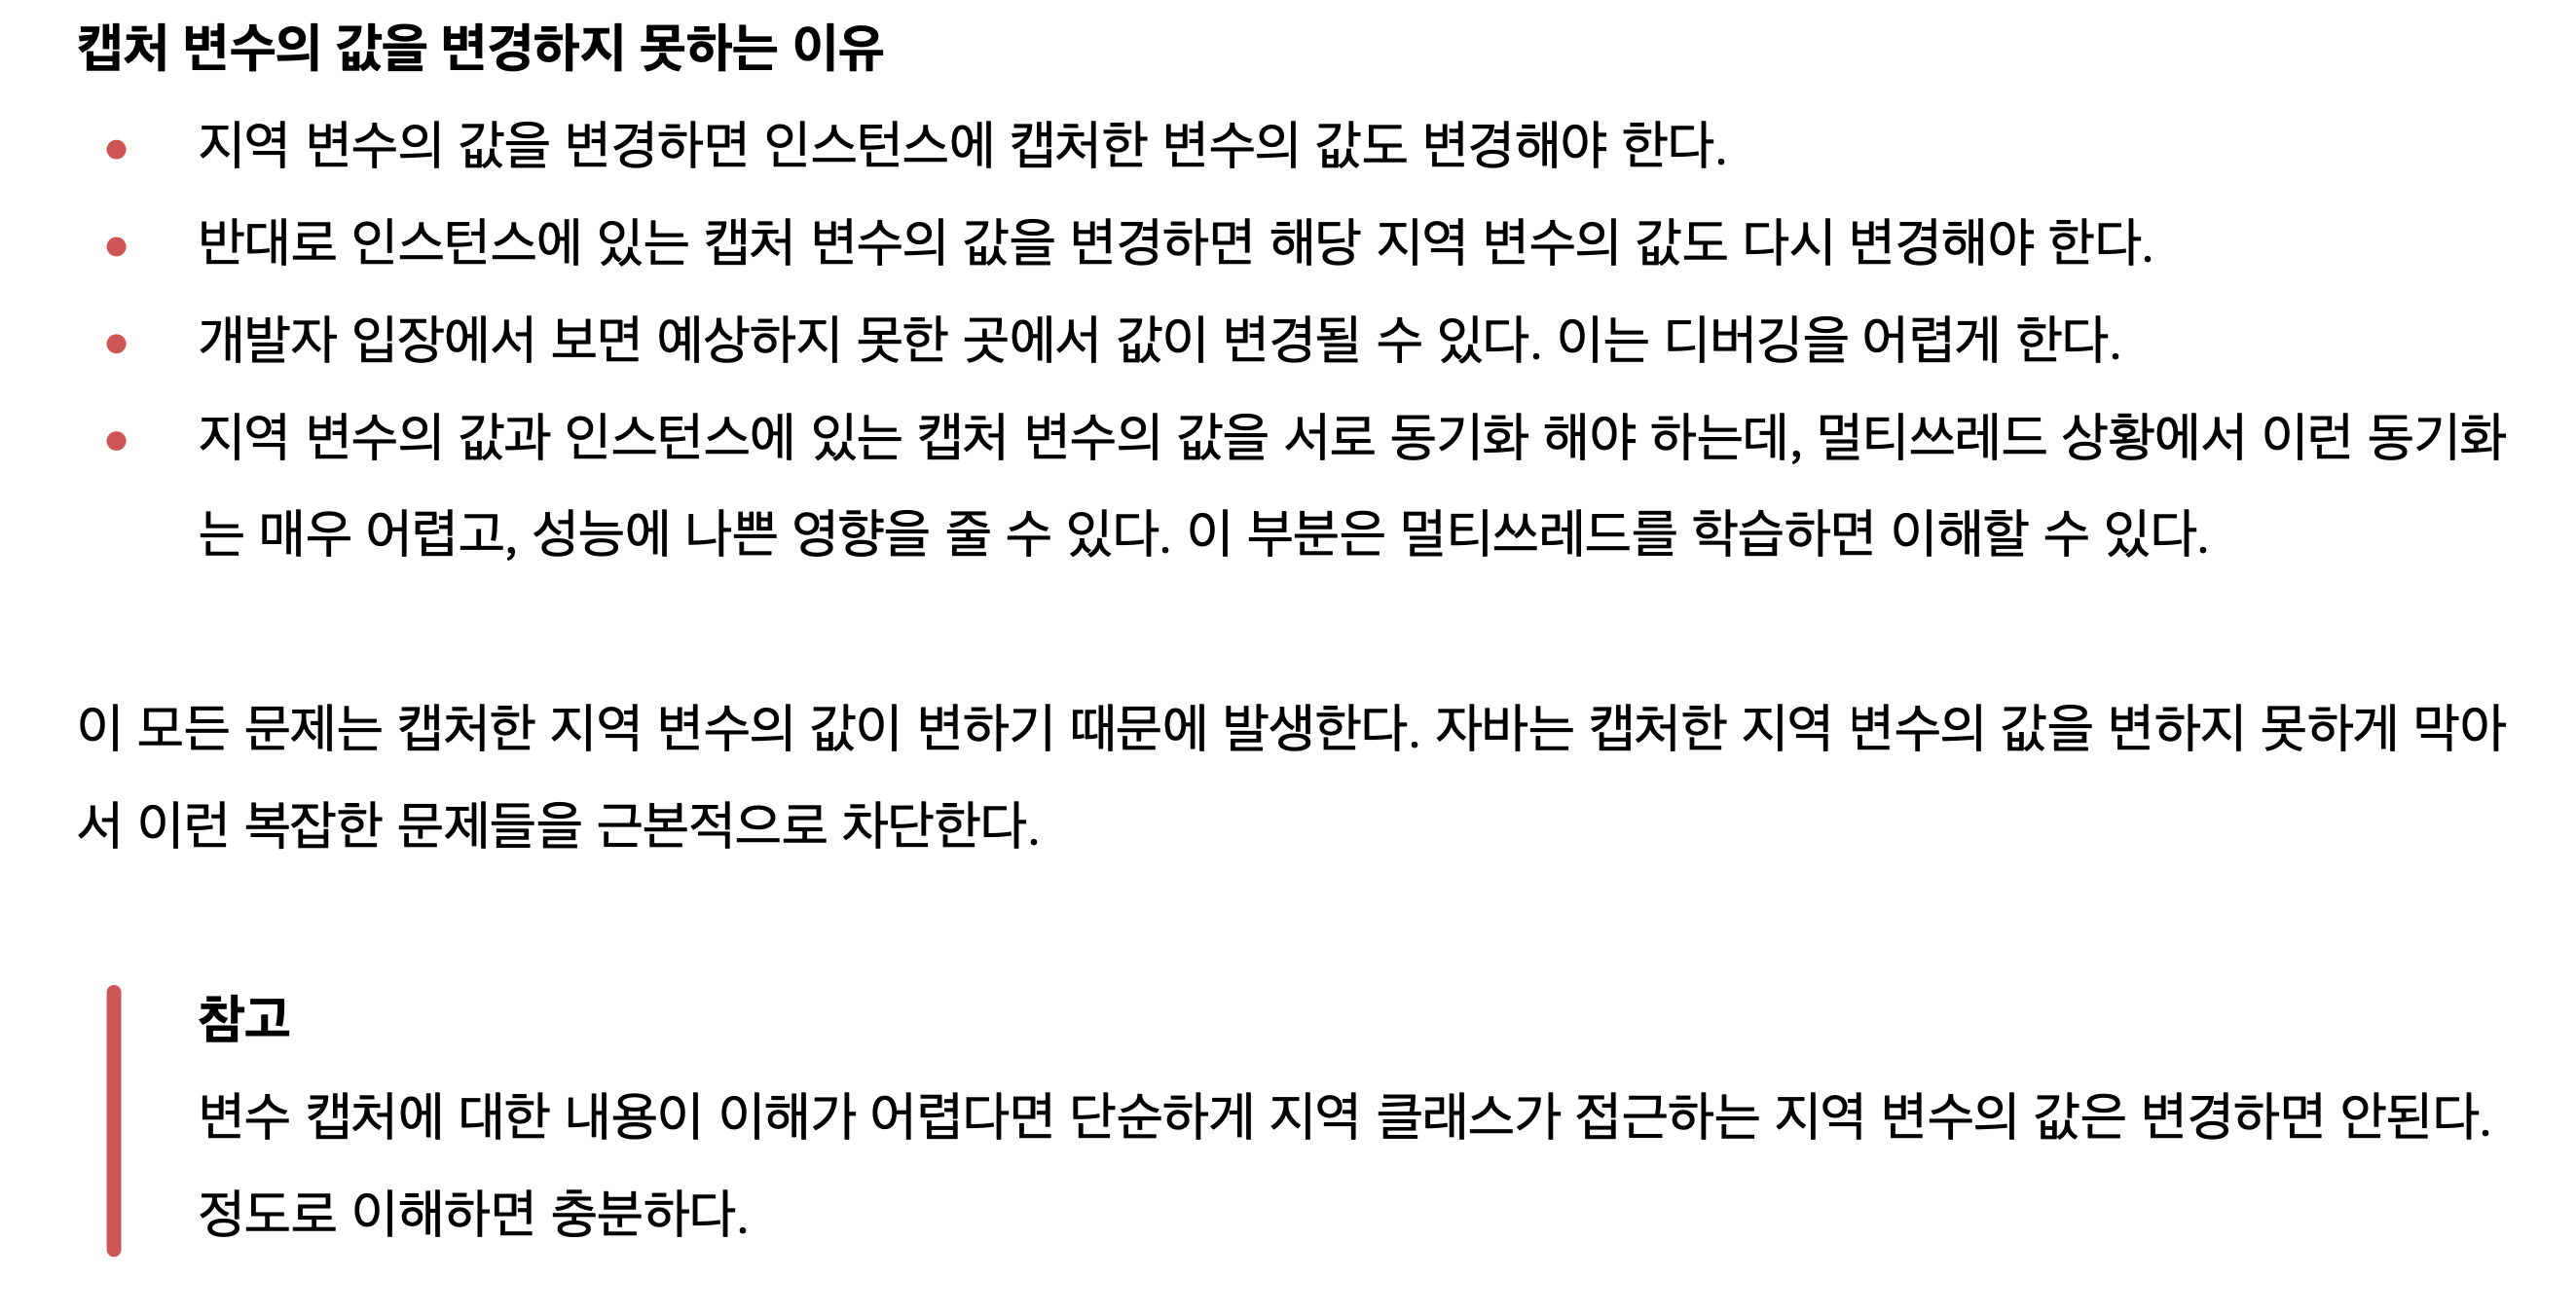 캡처 변수의 값을 변경하지 못하는 이유
지역 변수의 값을 변경하면 인스턴스에 캡처한 변수의 값도 변경해야 한다.
반대로 인스턴스에 있는 캡처 변수의 값을 변경하면 해당 지역 변수의 값도 다시 변경해야 한다.
개발자 입장에서 보면 예상하지 못한 곳에서 값이 변경될 수 있다. 이는 디버깅을 어렵게 한다.
지역 변수의 값과 인스턴스에 있는 캡처 변수의 값을 서로 동기화 해야 하는데, 멀티쓰레드 상황에서 이런 동기화
는 매우 어렵고, 성능에 나쁜 영향을 줄 수 있다. 이 부분은 멀티쓰레드를 학습하면 이해할 수 있다.
이 모든 문제는 캡처한 지역 변수의 값이 변하기 때문에 발생한다. 자바는 캡처한 지역 변수의 값을 변하지 못하게 막아
서 이런 복잡한 문제들을 근본적으로 차단한다.
참고
변수 캡처에 대한 내용이 이해가 어렵다면 단순하게 지역 클래스가 접근하는 지역 변수의 값은 변경하면 안된다.
정도로 이해하면 충분하다.